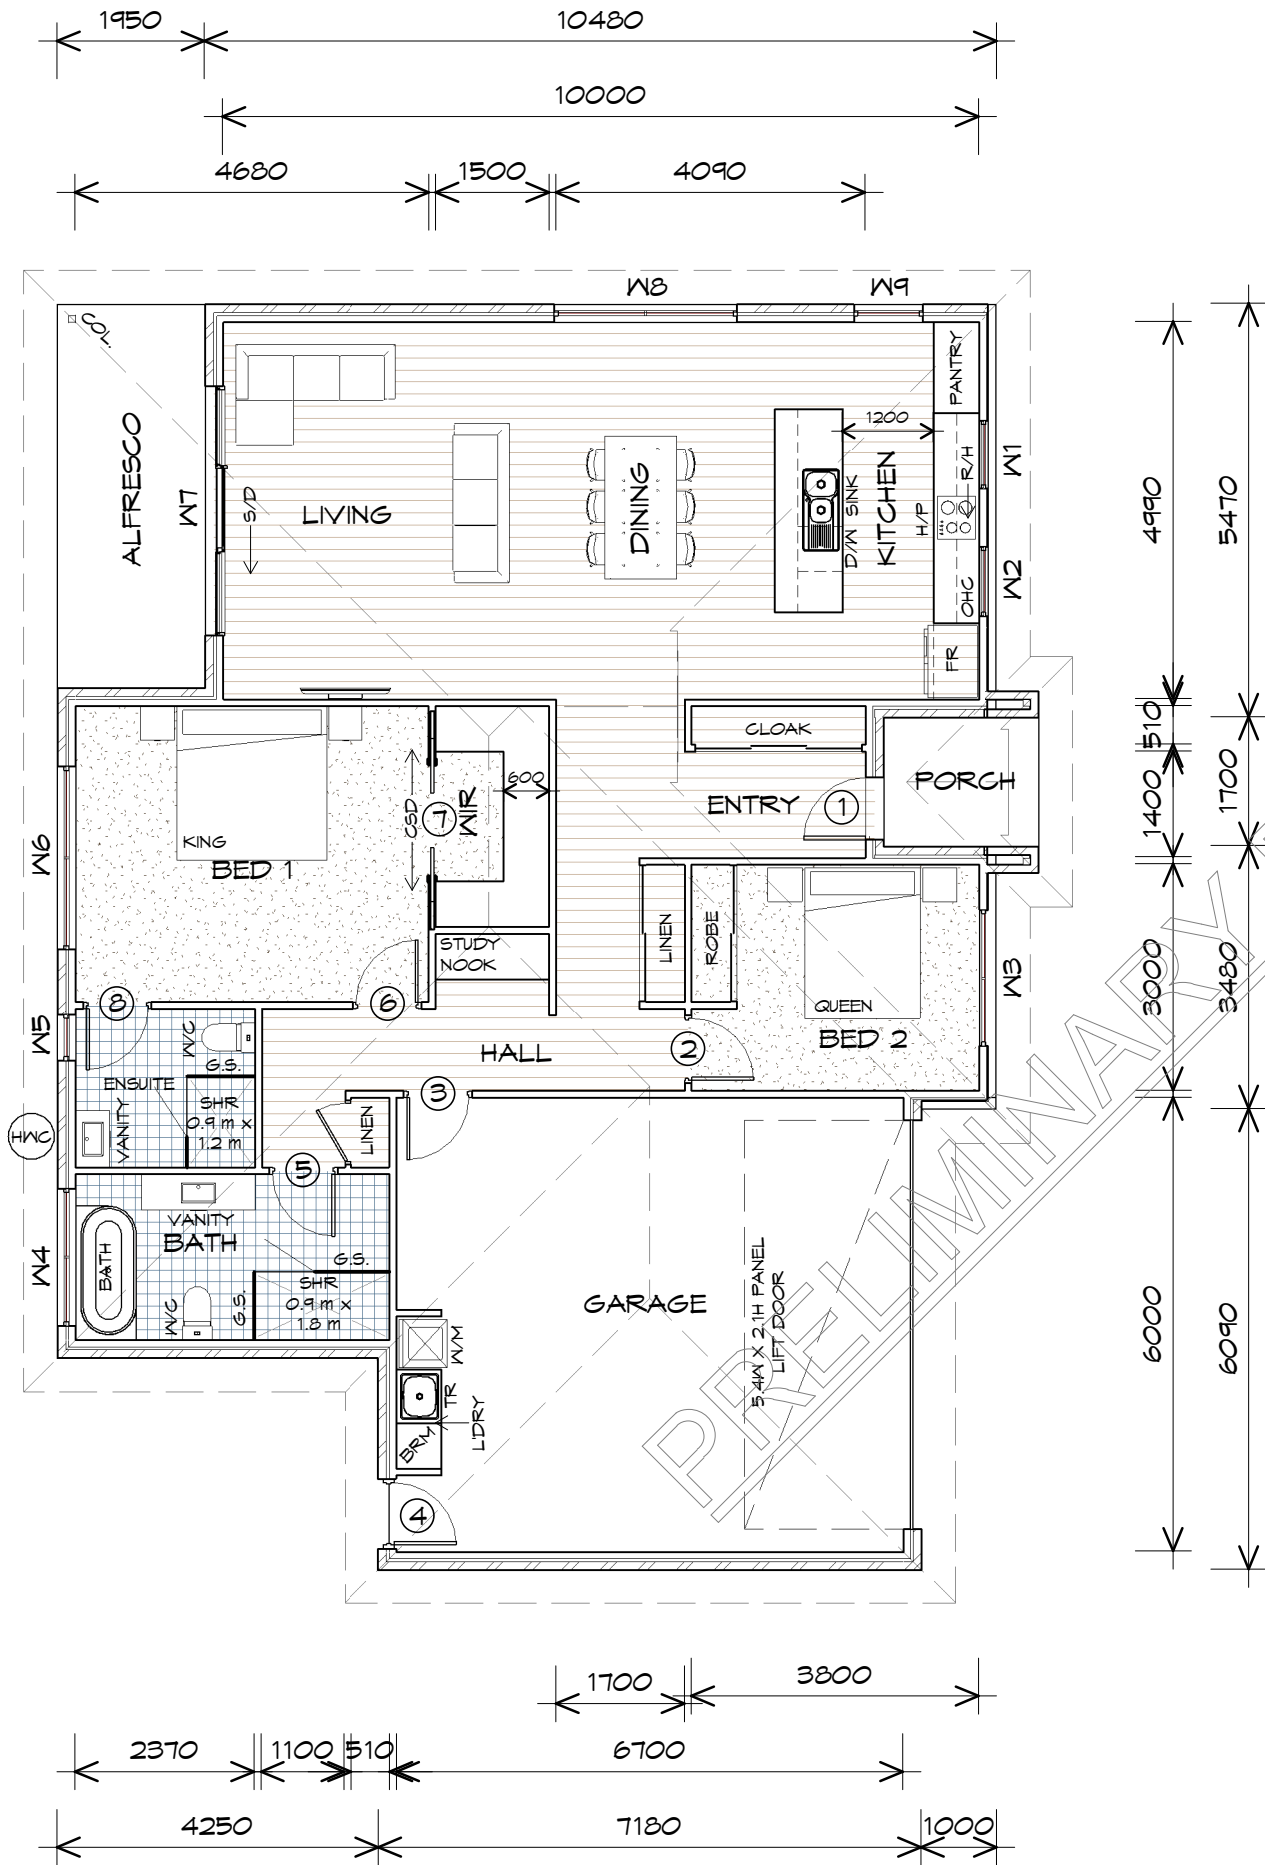 1950
10480
10000
4680
1500
4090
W8
W9
COL.
ALFRESCO
W7
S/D
LIVING
DINING
D/W SINK
KITCHEN
1200
PANTRY
R/H
H/P
OHC
FR
W1
W2
4990
5470
510
1400
1700
3000
3480
6000
6090
CLOAK
ENTRY
1
PORCH
KING
BED 1
CSD
7
WIR
600
W6
STUDY
NOOK
LINEN
ROBE
QUEEN
BED 2
W3
8
6
2
HALL
W5
W/C
G.S.
ENSUITE
SHR
0.9 m x
1.2 m
VANITY
HWC
3
LINEN
5
VANITY
BATH
BATH
W4
W/C
G.S.
G.S.
SHR
0.9 m x
1.8 m
GARAGE
5.4W X 2.1H PANEL
LIFT DOOR
W/M
TR
L'DRY
BRM
4
PRELIMINARY
1700
3800
2370
1100
510
6700
4250
7180
1000